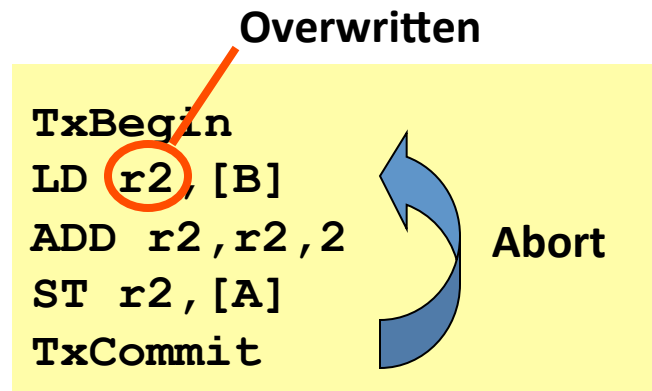 Overwritten
TxBegin
LD r2,[B]
ADD r2,r2,2
Abort
ST r2,[A]
TxCommit